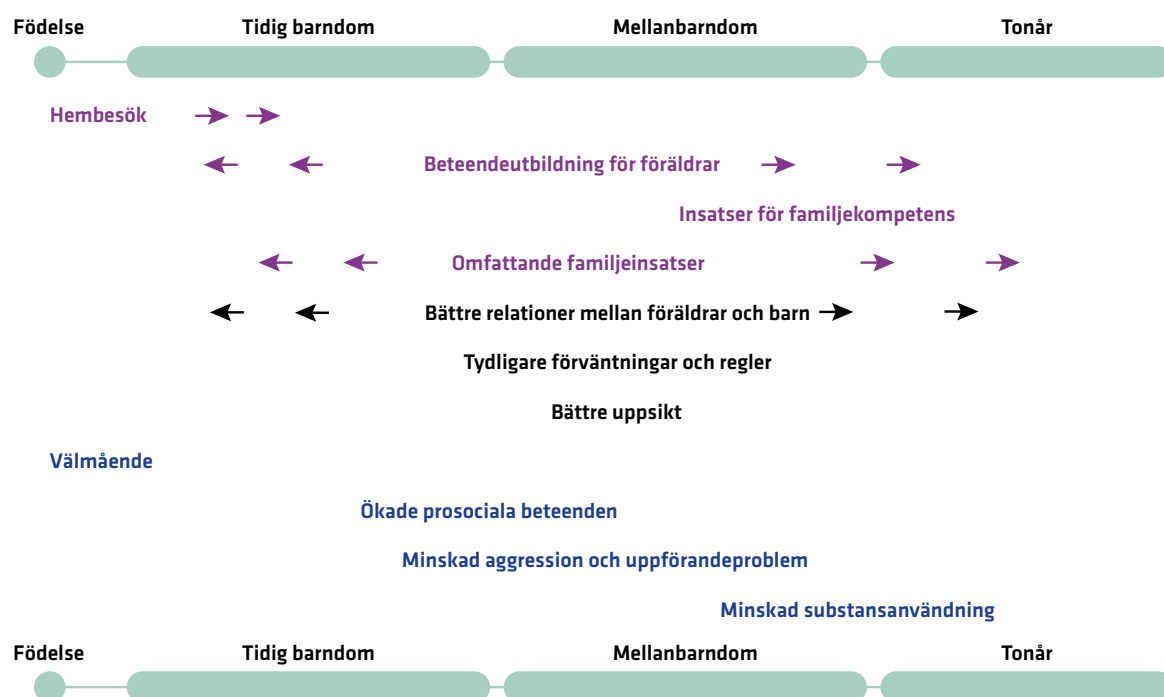 Födelse Tidig barndom Mellanbarndom Tonår
Hembesök
Beteendeutbildning för föräldrar
Insatser för familjekompetens
Omfattande familjeinsatser
Bättre relationer mellan föräldrar och barn
Tydligare förväntningar och regler
Bättre uppsikt
Välmående
Ökade prosociala beteenden
Minskad aggression och uppförandeproblem
Minskad substansanvändning
Födelse Tidig barndom Mellanbarndom Tonår